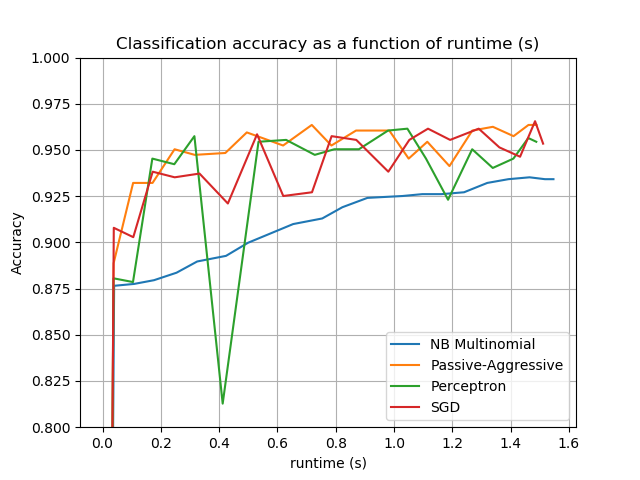 Classification accuracy as a function of runtime (s)
1.000
0.975
0.950
0.925
0.900
0.875
0.850
0.825
0.800
Accuracy
NB Multinomial
Passive-Aggressive
Perceptron
SGD
0.0 0.2 0.4 0.6 0.8 1.0 1.2 1.4 1.6
runtime (s)